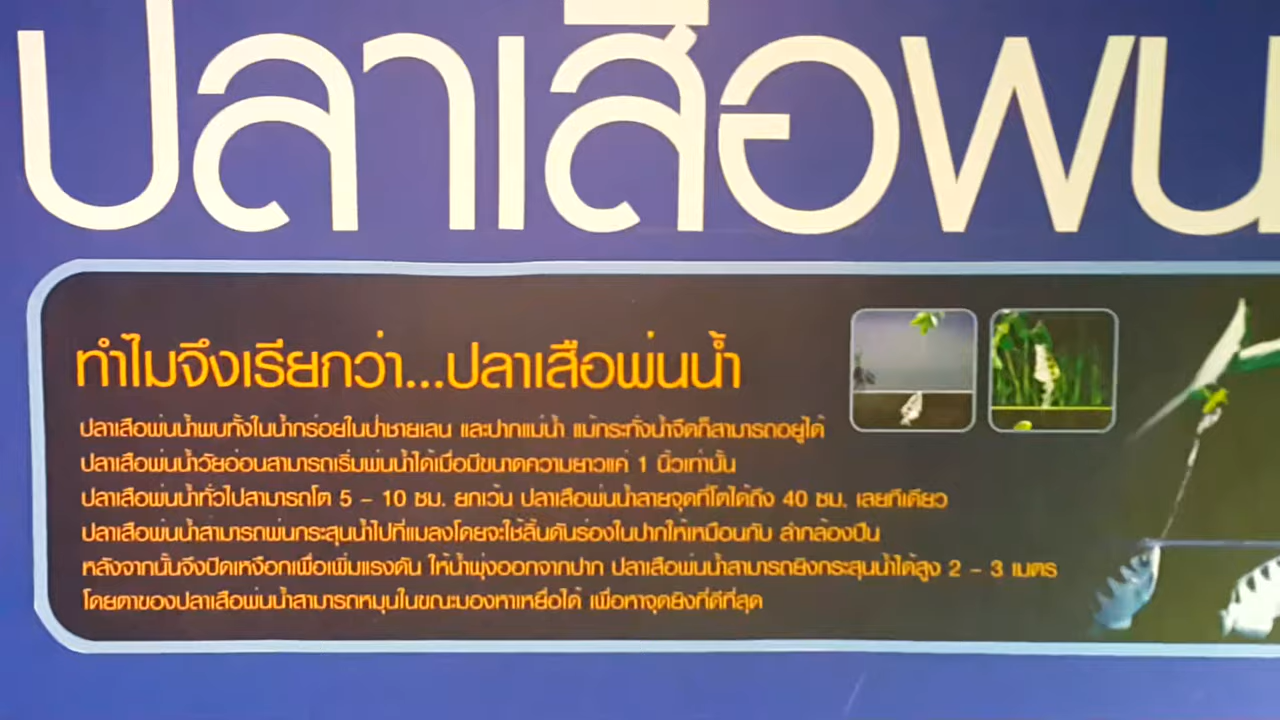 ปลาเสือพน
ทำไมจึงเรียกว่า...ปลาเสือพ่นน้ำ
ปลาเสือพ่นน้ำพบทั้งในน้ำกร่อยในป่าชายเลน และปากแม่น้ำ แม้กระทั่งน้ำจืดก็สามารถอยู่ได้
ปลาเสือพ่นน้ำวัยอ่อนสามารถเริ่มพ่นน้ำได้เมื่อมีขนาดความยาวแค่ 1 นิ้วเท่านั้น
ปลาเสือพ่นน้ำทั่วไปสามารถโต 5 - 10 ซม. ยกเว้น ปลาเสือพ่นน้ำลายจุดที่โตได้ถึง 40 ซม. เลยทีเดียว
ปลาเสือพ่นน้ำสามารถพ่นกระสุนน้ำไปที่แมลงโดยจะใช้ลิ้นดันร่องในปากให้เหมือนกับ ลำกล้องปืน
หลังจากนั้นจึงปิดเหงือกเพื่อเพิ่มแรงดัน ให้น้ำพุ่งออกจากปาก ปลาเสือพ่นน้ำสามารถยิงกระสุนน้ำได้สูง 2 - 3 เมตร
โดยตาของปลาเสือพ่นน้ำสามารถหมุนในขณะมองหาเหยื่อได้ เพื่อหาจุดยิงที่ดีที่สุด